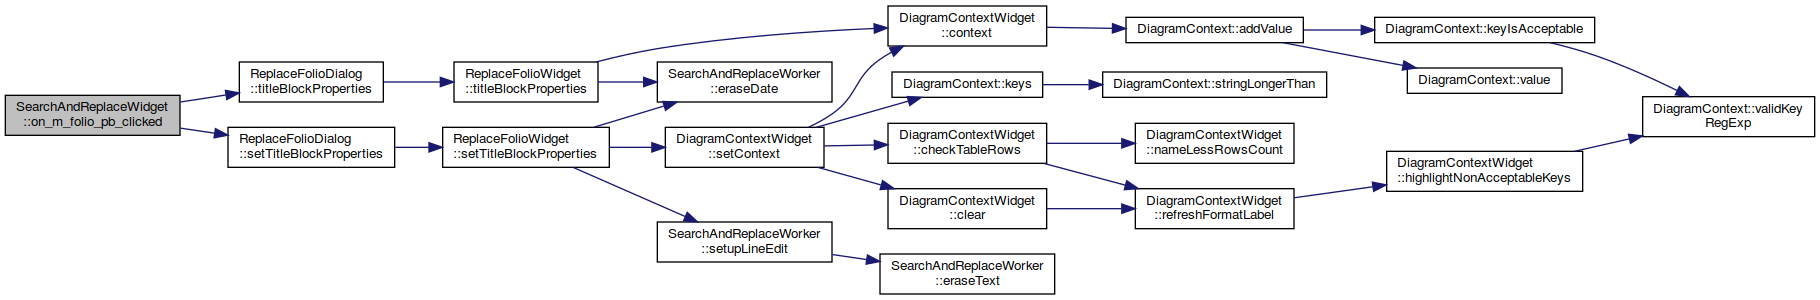 SearchAndReplaceWidget
::on_m_folio_pb_clicked
ReplaceFolioDialog
::titleBlockProperties
ReplaceFolioDialog
::setTitleBlockProperties
ReplaceFolioWidget
::titleBlockProperties
ReplaceFolioWidget
::setTitleBlockProperties
SearchAndReplaceWorker
::eraseDate
DiagramContextWidget
::setContext
SearchAndReplaceWorker
::setupLineEdit
DiagramContextWidget
::context
DiagramContext::keys
DiagramContextWidget
::checkTableRows
DiagramContextWidget
::clear
SearchAndReplaceWorker
::eraseText
DiagramContext::addValue
DiagramContext::stringLongerThan
DiagramContextWidget
::nameLessRowsCount
DiagramContextWidget
::refreshFormatLabel
DiagramContext::keyIsAcceptable
DiagramContext::value
DiagramContextWidget
::highlightNonAcceptableKeys
DiagramContext::validKey
RegExp